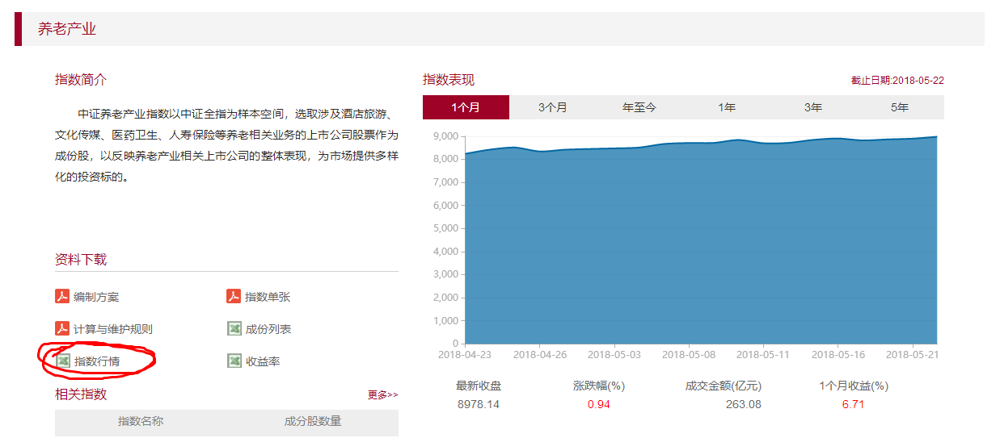 养老产业
指数简介
中证养老产业指数以中证全指为样本空间，选取涉及酒店旅游、
文化传媒、医药卫生、人寿保险等养老相关业务的上市公司股票作为
成份股，以反映养老产业相关上市公司的整体表现，为市场提供多样
化的投资标的。
资料下载
编制方案 指数单张
计算与维护规则 成份列表
指数行情 收益率
相关指数 更多>>
指数名称 成分股数量
指数表现 截止日期:2018-05-22
1个月 3个月 年至今 1年 3年 5年
9,000
8,000
7,000
6,000
5,000
4,000
3,000
2,000
1,000
0
2018-04-23 2018-04-26 2018-05-03 2018-05-08 2018-05-11 2018-05-16 2018-05-21
最新收盘 涨跌幅(%) 成交金额(亿元) 1个月收益(%)
8978.14 0.94 263.08 6.71